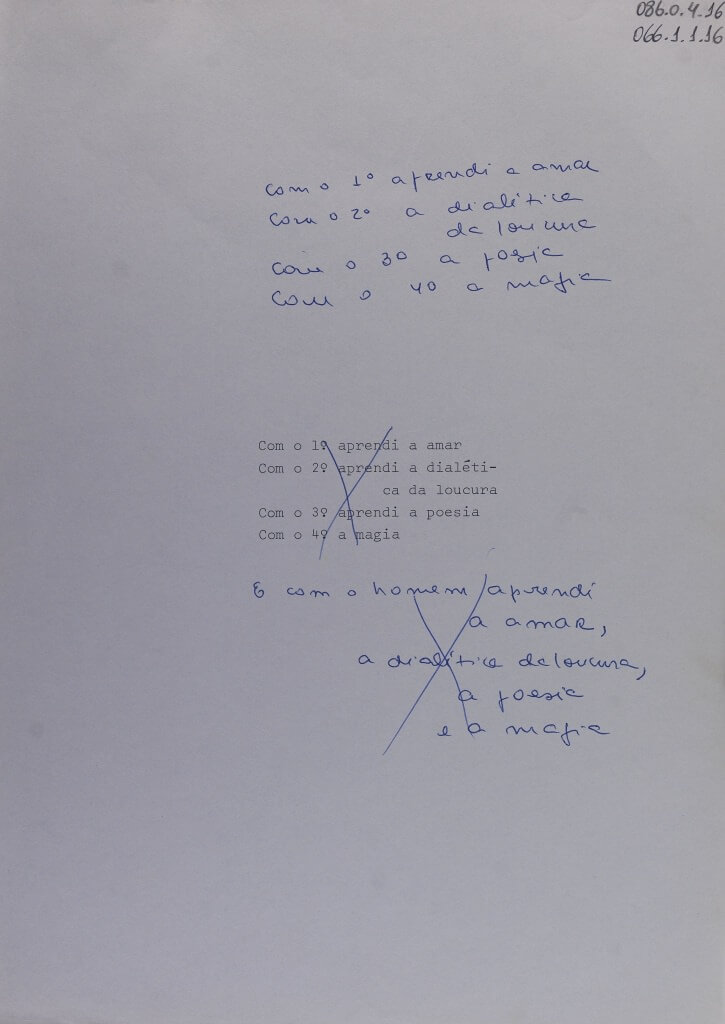 086.0.4.16
066.1.1.16
Com o 1º aprendi a amar
Com o 2º a dialética
da loucura
Com o 3º a poesia
Com o 4º a magia
Com o 1º aprendi a amar
Com o 2º aprendi a dialéti-
ca da loucura
Com o 3º aprendi a poesia
Com o 4º a magia
E com o homem aprendi
a amar,
a dialética da loucura,
a poesia
e a magia